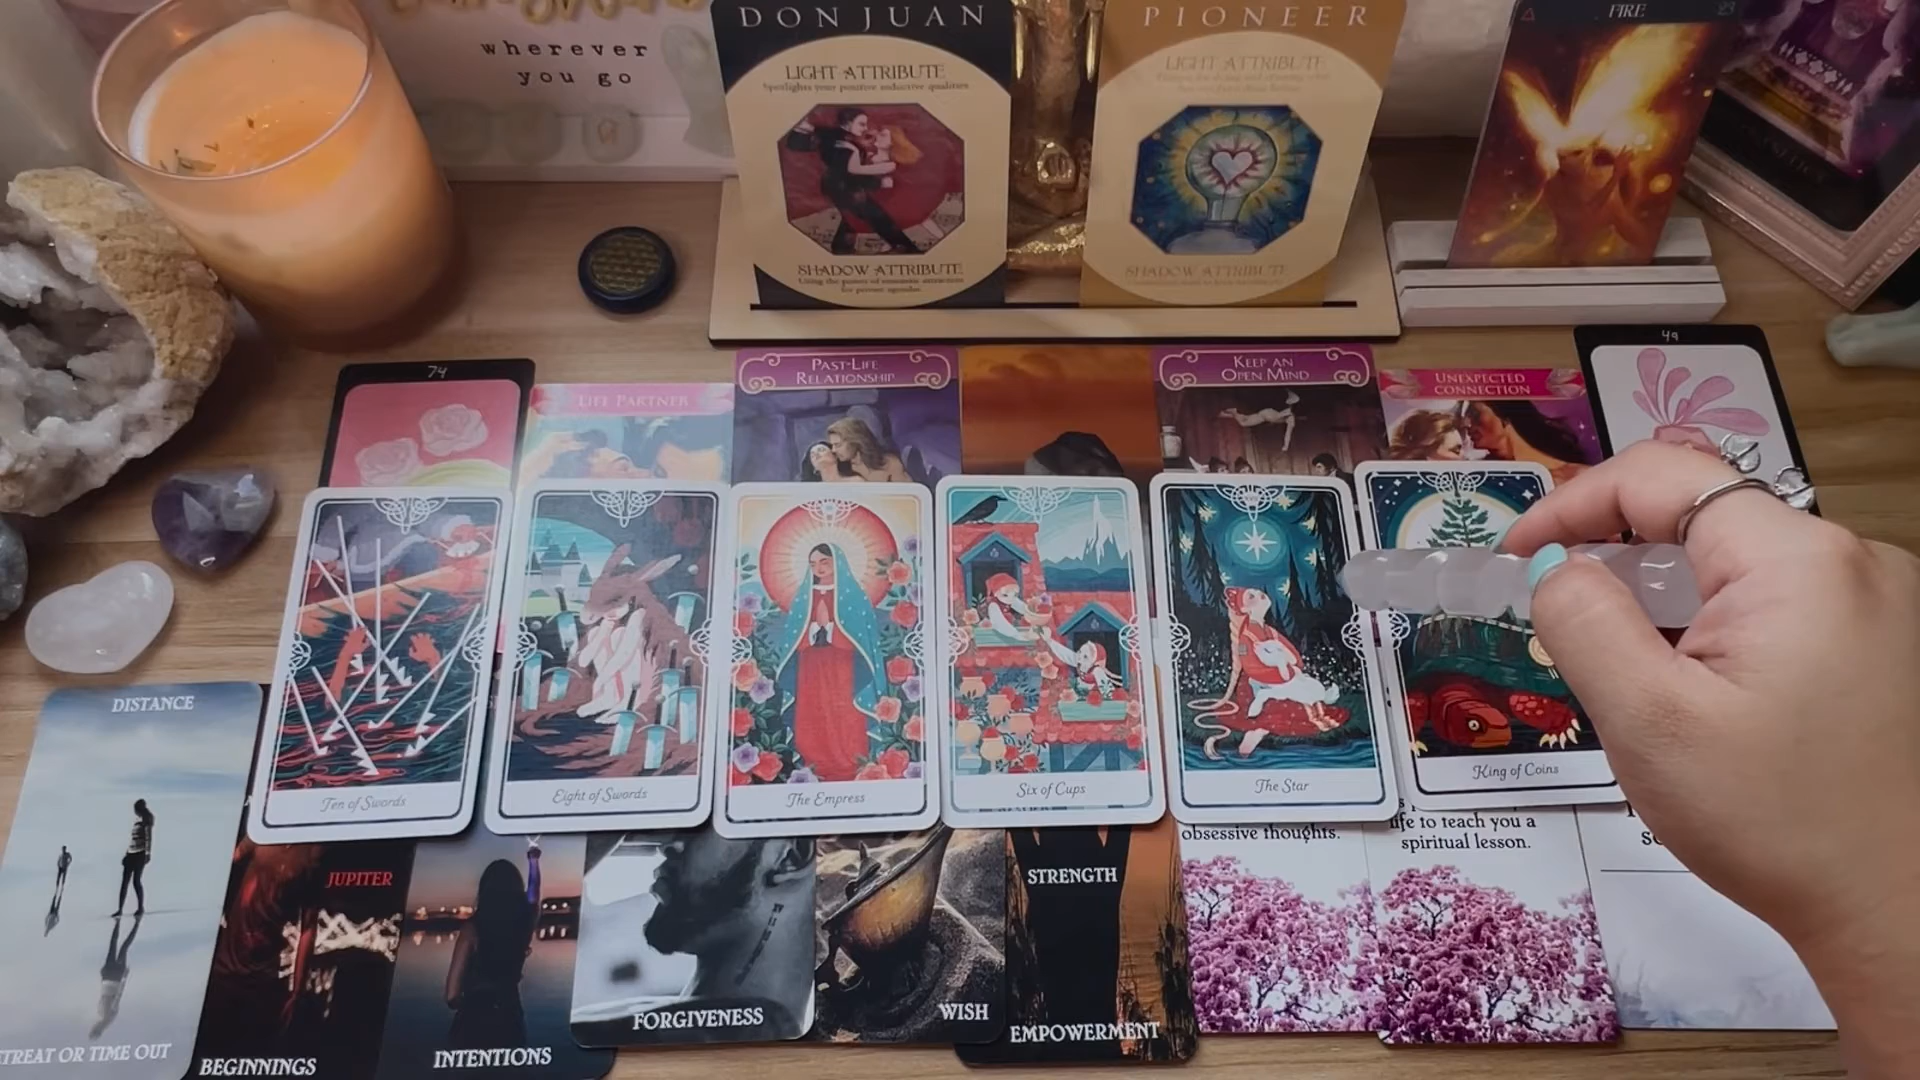 wherever
you go
DON JUAN
LIGHT ATTRIBUTE
Spotlights your positive seductive qualities
SHADOW ATTRIBUTE
Using the power of
for private agendas.
PIONEER
LIGHT ATTRIBUTE
SHADOW ATTRIBUTE
FIRE
74
LIFE PARTNER
PAST-LIFE
RELATIONSHIP
KEEP AN
OPEN MIND
UNEXPECTED
CONNECTION
49
Ten of Swords
Eight of Swords
The Empress
Six of Cups
The Star
King of Coins
DISTANCE
RETREAT OR TIME OUT
JUPITER
BEGINNINGS
INTENTIONS
FORGIVENESS
WISH
STRENGTH
EMPOWERMENT
obsessive thoughts.
life to teach you a
spiritual lesson.